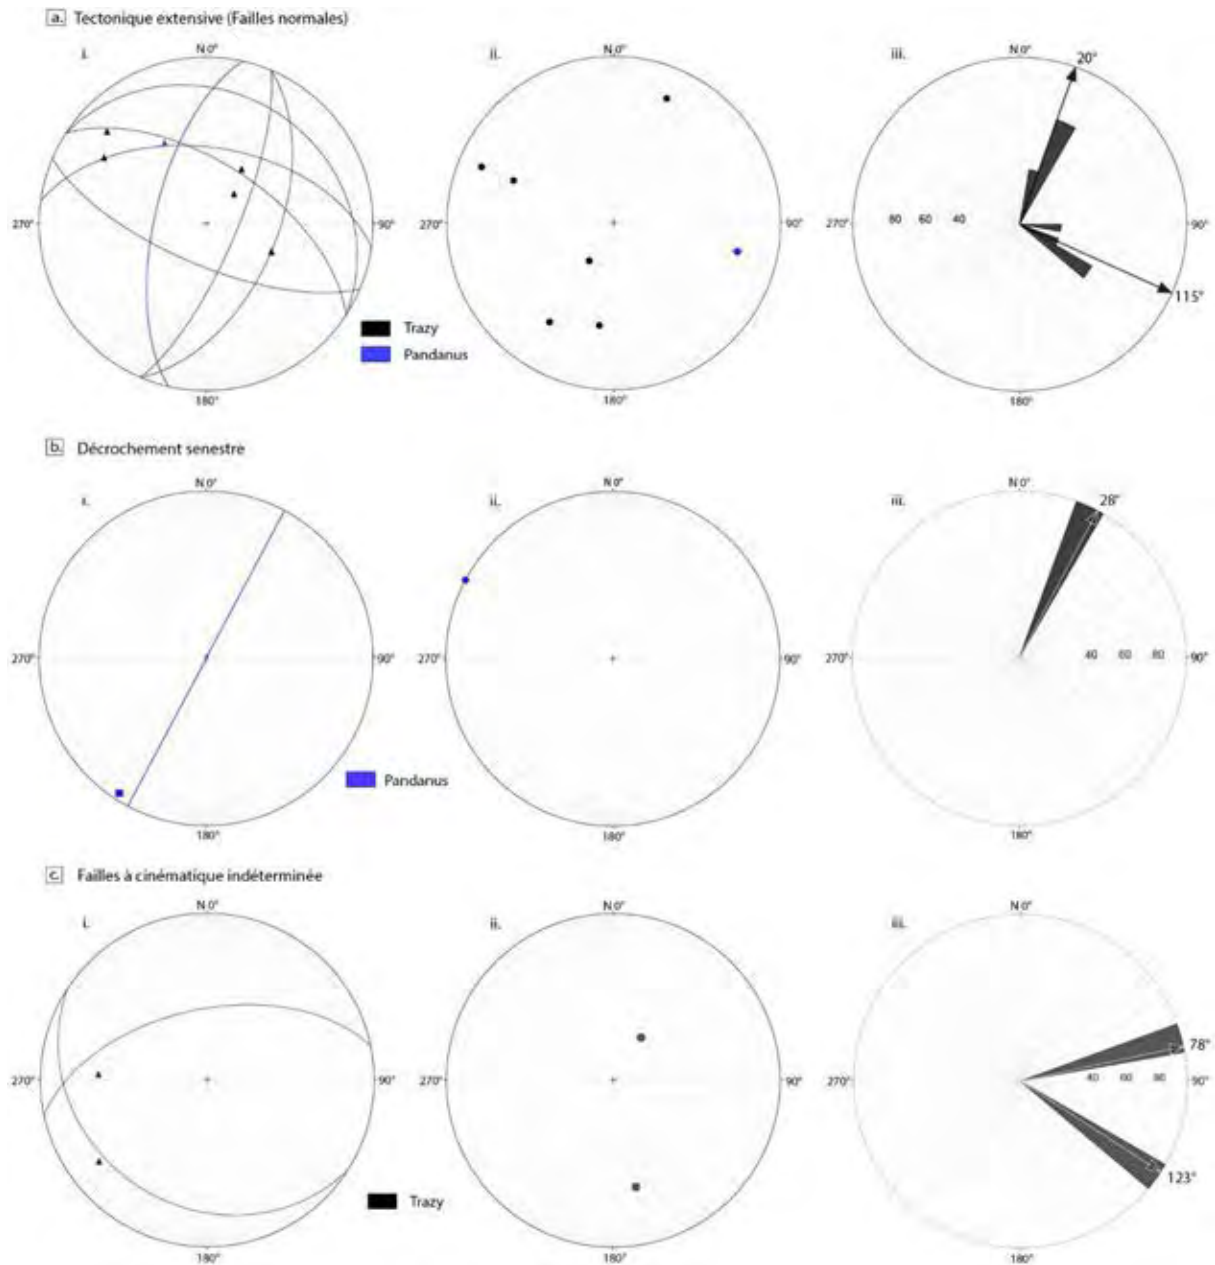 a. Tectonique extensive (Failles normales)
i.
ii.
iii.
N 0°
N 0°
N 0°
20°
270°
90°
270°
90°
270°
80 60 40
90°
115°
Trazy
Pandanus
180°
180°
180°
b. Décrochement senestre
i.
ii.
iii.
N 0°
N 0°
N 0°
28°
270°
90°
270°
90°
270°
40 60 80
90°
Pandanus
180°
180°
180°
c. Failles à cinématique indéterminée
i.
ii.
iii.
N 0°
N 0°
N 0°
78°
270°
90°
270°
90°
270°
40 60 80
90°
123°
Trazy
180°
180°
180°